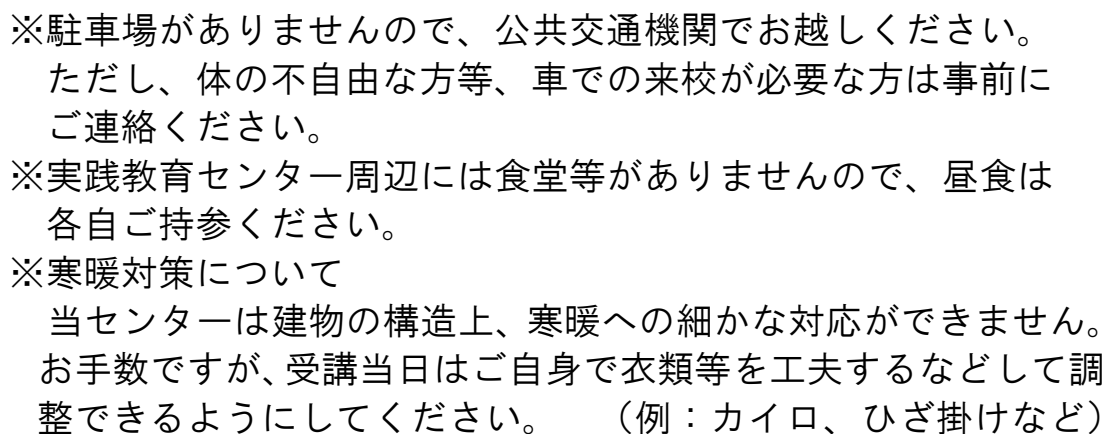 ※駐車場がありませんので、公共交通機関でお越しください。
ただし、体の不自由な方等、車での来校が必要な方は事前に
ご連絡ください。
※実践教育センター周辺には食堂等がありませんので、昼食は
各自ご持参ください。
※寒暖対策について
当センターは建物の構造上、寒暖への細かな対応ができません。
お手数ですが、受講当日はご自身で衣類等を工夫するなどして調
整できるようにしてください。　（例：カイロ、ひざ掛けなど）